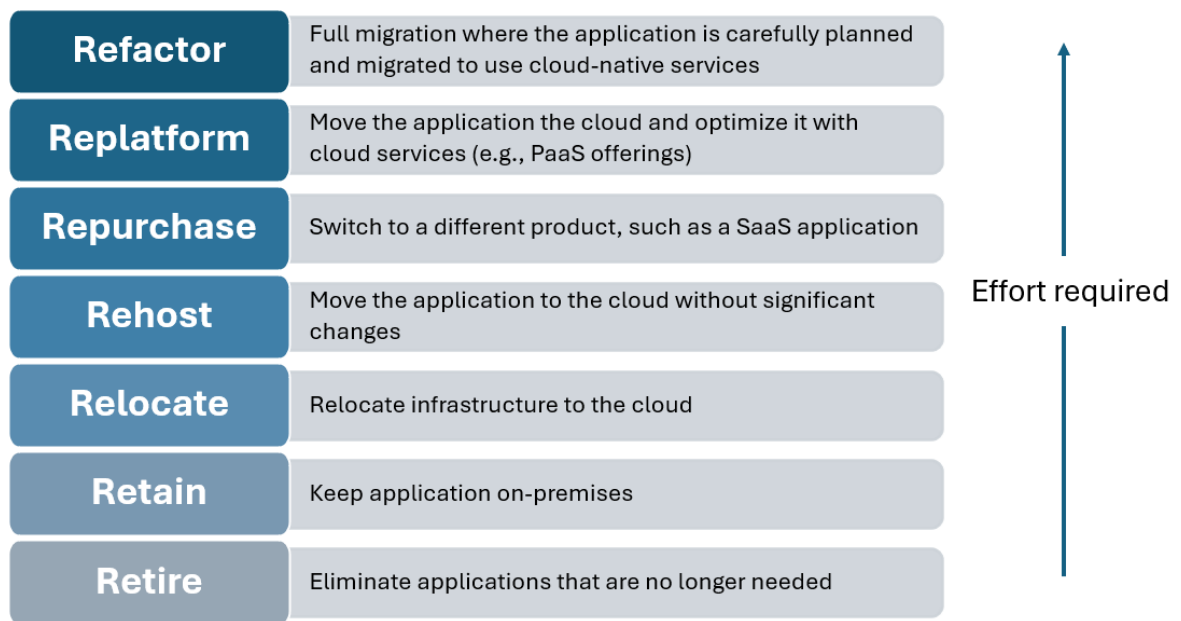 Refactor
Full migration where the application is carefully planned
and migrated to use cloud-native services
Replatform
Move the application the cloud and optimize it with
cloud services (e.g., PaaS offerings)
Repurchase
Switch to a different product, such as a SaaS application
Rehost
Move the application to the cloud without significant
changes
Relocate
Relocate infrastructure to the cloud
Retain
Keep application on-premises
Retire
Eliminate applications that are no longer needed
Effort required